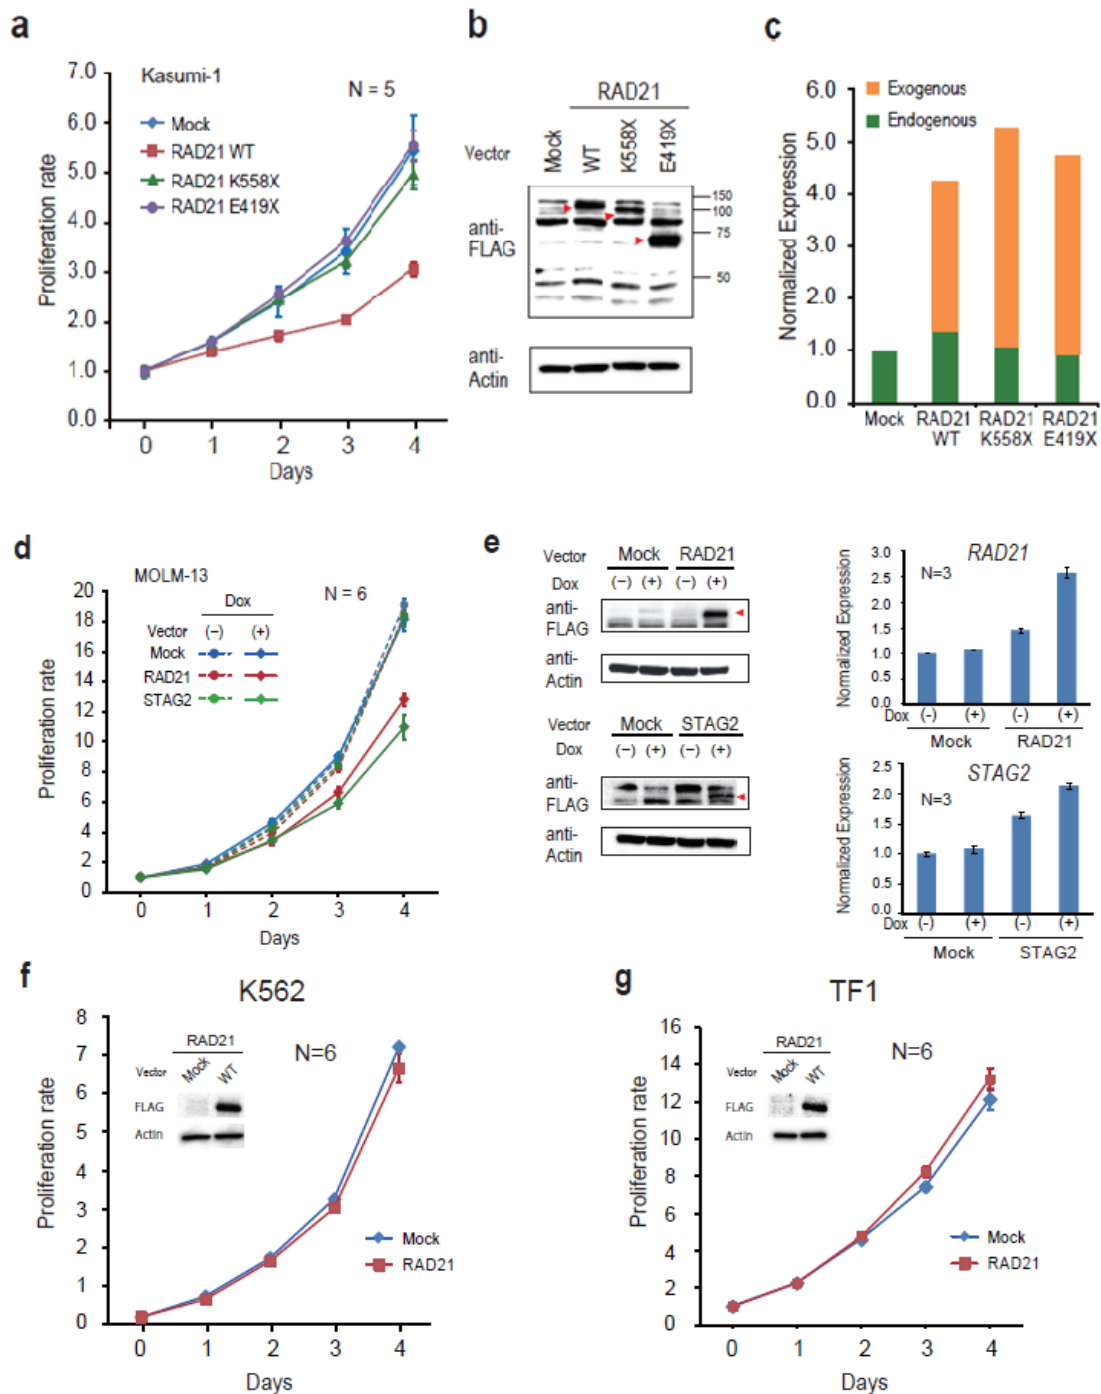 a
Kasumi-1
N = 5
7.0
6.0
5.0
4.0
3.0
2.0
1.0
0.0
Proliferation rate
Mock
RAD21 WT
RAD21 K558X
RAD21 E419X
0 1 2 3 4
Days
b
RAD21
Vector
Mock
WT
K558X
E419X
anti-
FLAG
150
100
75
50
anti-
Actin
c
Exogenous
Endogenous
Normalized Expression
6.0
5.0
4.0
3.0
2.0
1.0
0.0
Mock RAD21 RAD21 RAD21
WT K558X E419X
d
MOLM-13
N = 6
Dox
Vector (–) (+)
Mock
RAD21
STAG2
Proliferation rate
20
18
16
14
12
10
8
6
4
2
0
0 1 2 3 4
Days
e
Vector Mock RAD21
Dox (–) (+) (–) (+)
anti-
FLAG
anti-
Actin
Vector Mock STAG2
Dox (–) (+) (–) (+)
anti-
FLAG
anti-
Actin
RAD21
N=3
Normalized Expression
3.0
2.5
2.0
1.5
1.0
0.5
0.0
Dox (-) (+) (-) (+)
Mock RAD21
STAG2
N=3
Normalized Expression
2.5
2.0
1.5
1.0
0.5
0.0
Dox (-) (+) (-) (+)
Mock STAG2
f
K562
N=6
RAD21
Vector Mock WT
FLAG
Actin
Proliferation rate
8
7
6
5
4
3
2
1
0
Mock
RAD21
0 1 2 3 4
Days
g
TF1
N=6
RAD21
Vector Mock WT
FLAG
Actin
Proliferation rate
16
14
12
10
8
6
4
2
0
Mock
RAD21
0 1 2 3 4
Days